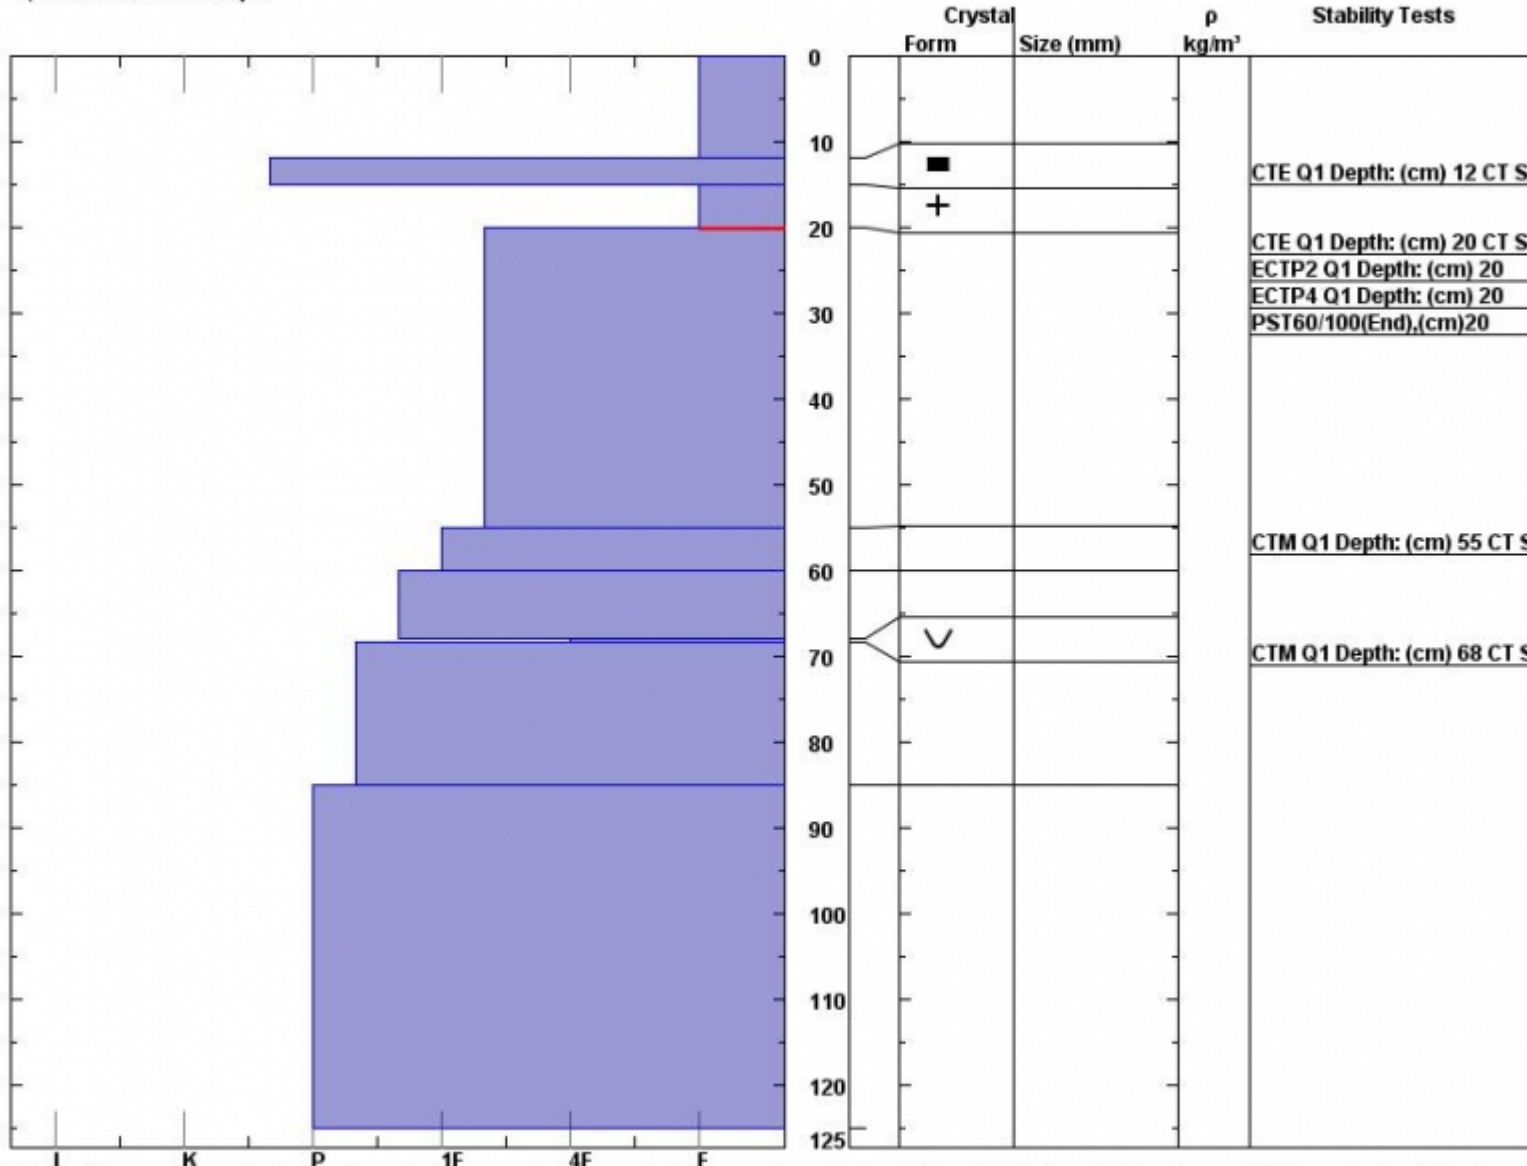 Crystal ρ Stability Tests
Form Size (mm) kg/m³
0
10
CTE Q1 Depth: (cm) 12 CT S
20
CTE Q1 Depth: (cm) 20 CT S
ECTP2 Q1 Depth: (cm) 20
ECTP4 Q1 Depth: (cm) 20
30
PST60/100(End),(cm)20
40
50
CTM Q1 Depth: (cm) 55 CT S
60
70
CTM Q1 Depth: (cm) 68 CT S
80
90
100
110
120
125
I K P 1F 4F F